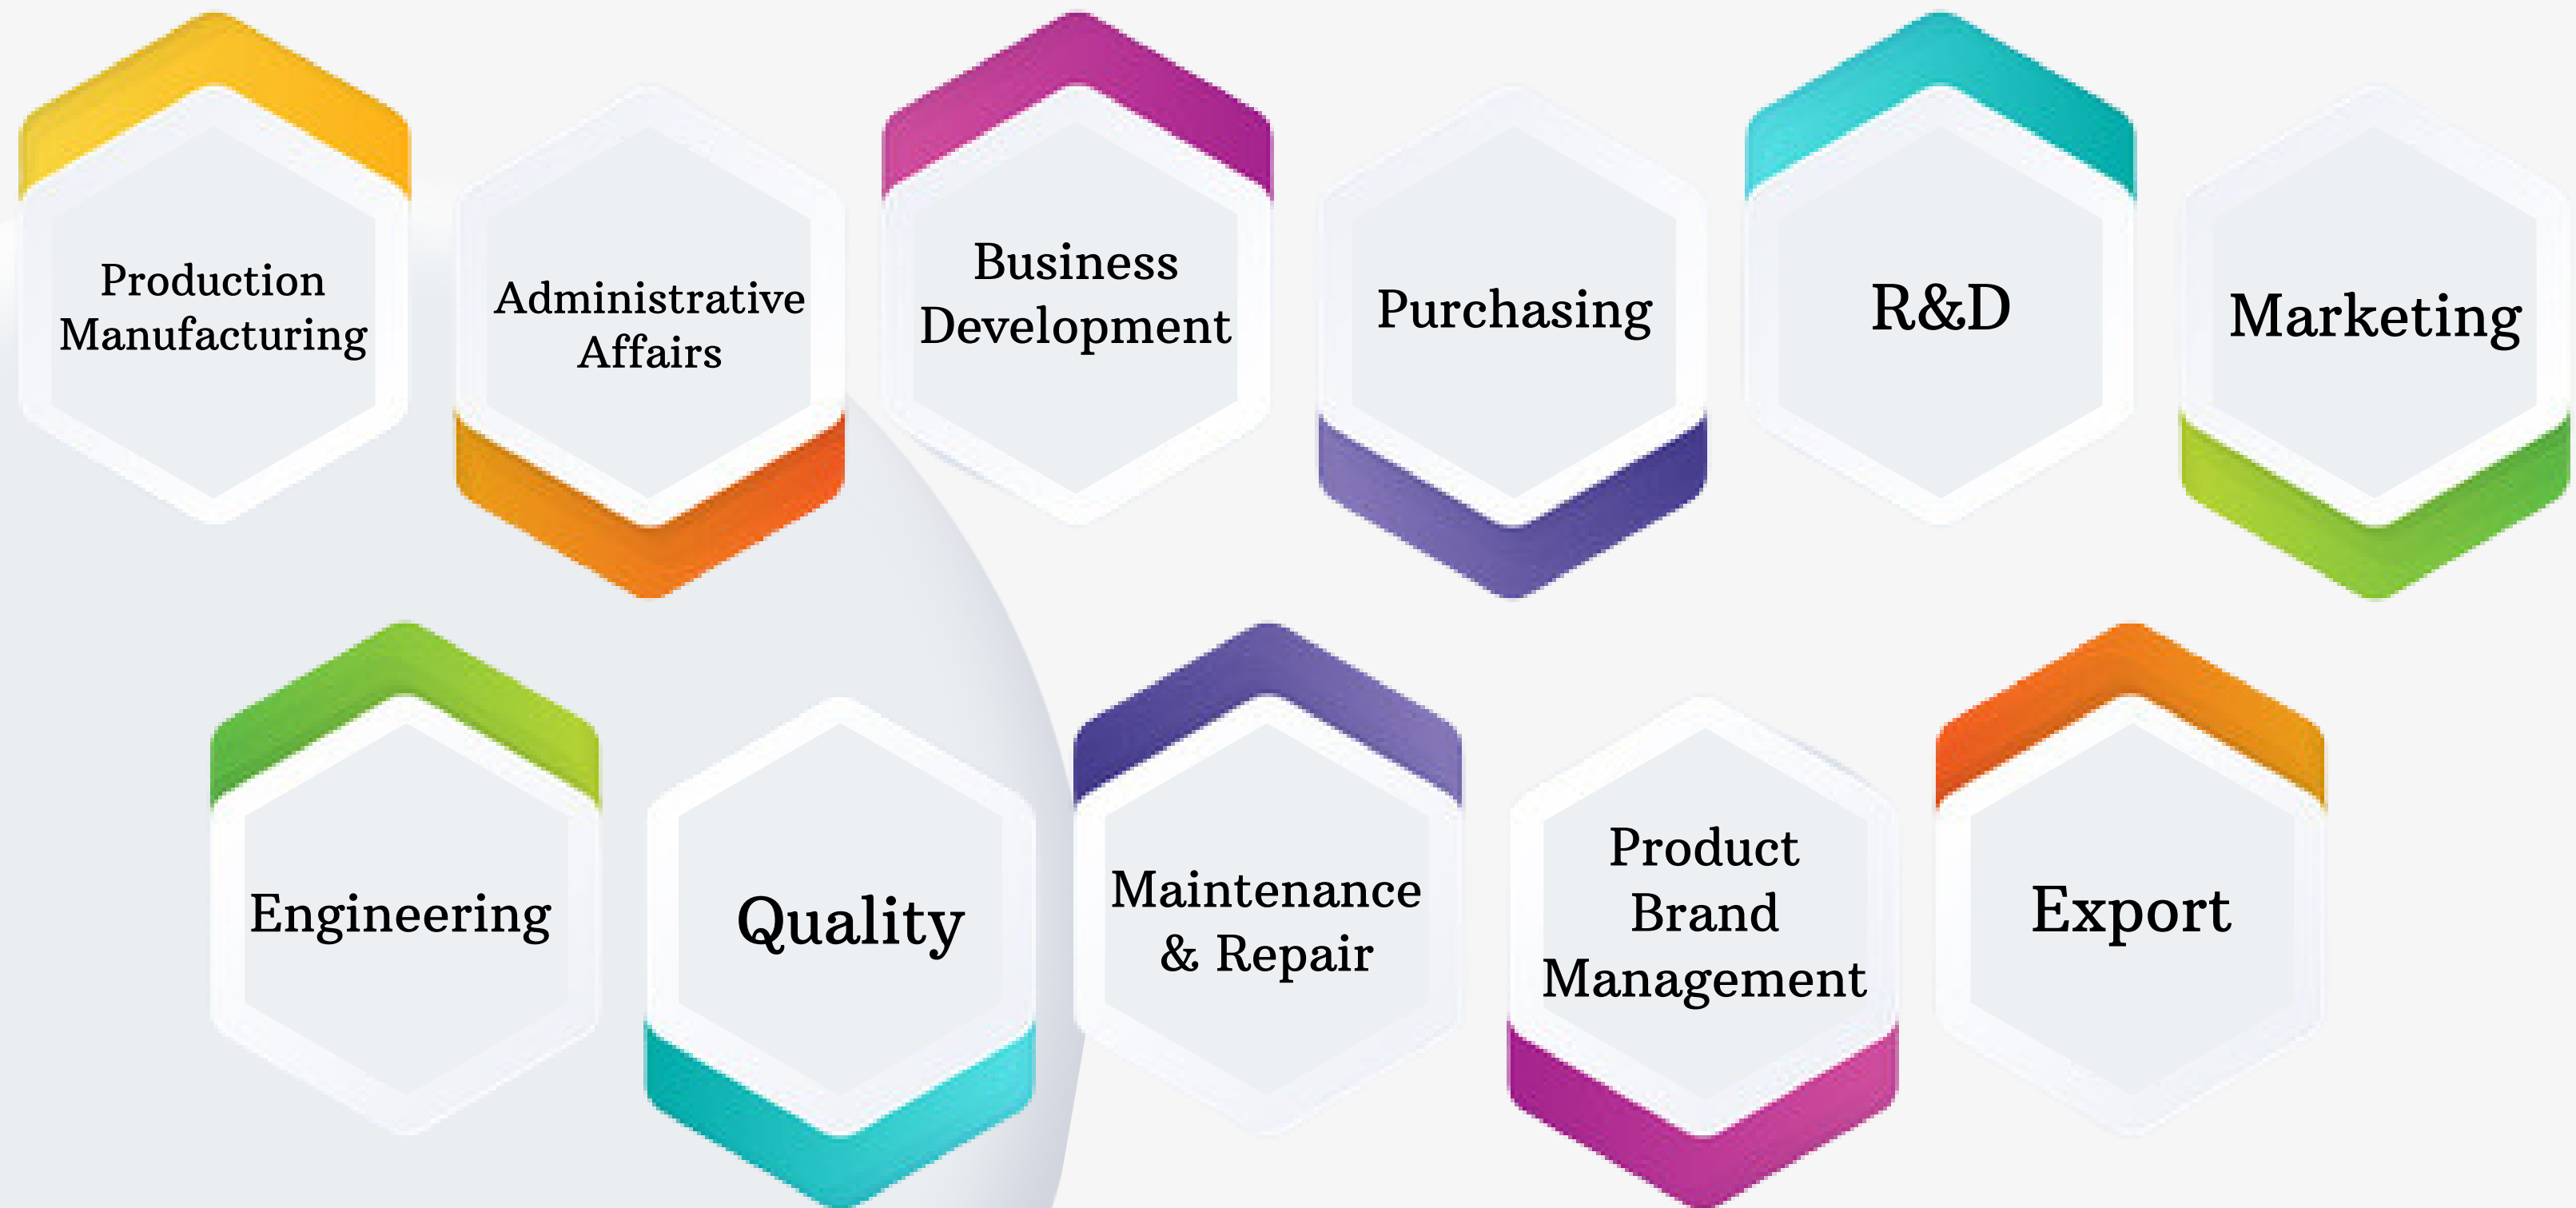 Production
Manufacturing
Administrative
Affairs
Business
Development
Purchasing
R&D
Marketing
Engineering
Quality
Maintenance
& Repair
Product
Brand
Management
Export